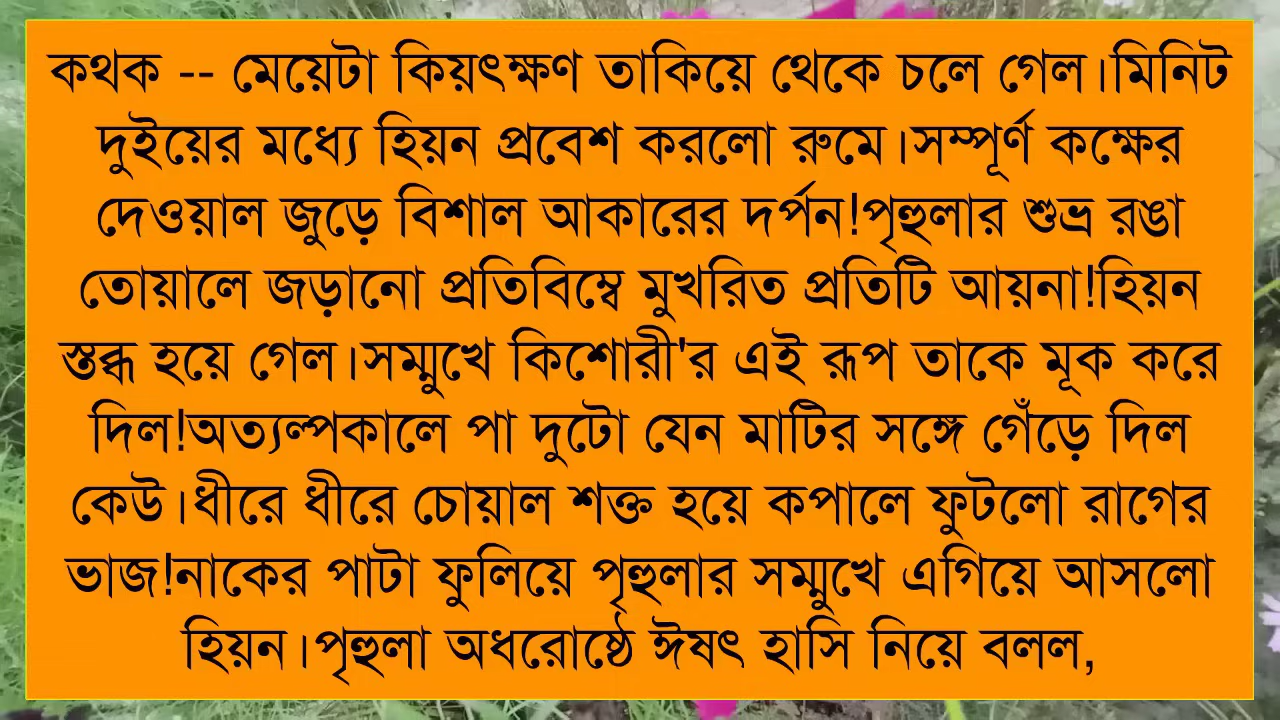 কথক -- মেয়েটা কিয়ৎক্ষণ তাকিয়ে থেকে চলে গেল।মিনিট
দুইয়ের মধ্যে হিয়ন প্রবেশ করলো রুমে।সম্পূর্ণ কক্ষের
দেওয়াল জুড়ে বিশাল আকারের দর্পন!পৃহুলার শুভ্র রঙা
তোয়ালে জড়ানো প্রতিবিম্বে মুখরিত প্রতিটি আয়না!হিয়ন
স্তব্ধ হয়ে গেল।সম্মুখে কিশোরী'র এই রূপ তাকে মূক করে
দিল!অত্যল্পকালে পা দুটো যেন মাটির সঙ্গে গেঁড়ে দিল
কেউ।ধীরে ধীরে চোয়াল শক্ত হয়ে কপালে ফুটলো রাগের
ভাজ!নাকের পাটা ফুলিয়ে পৃহুলার সম্মুখে এগিয়ে আসলো
হিয়ন।পৃহুলা অধরোষ্ঠে ঈষৎ হাসি নিয়ে বলল,